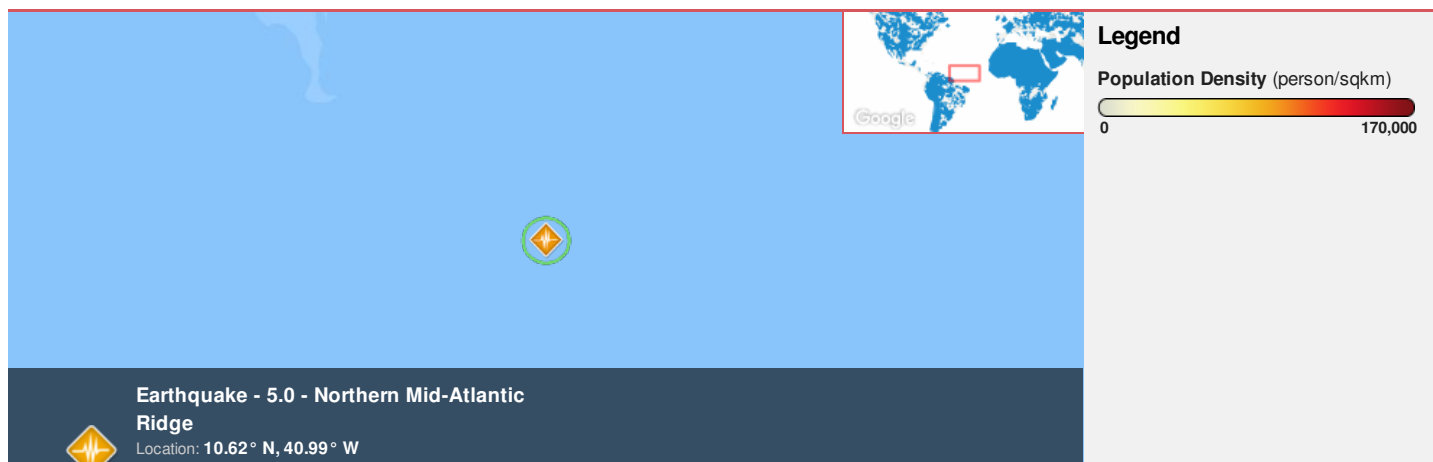 Google
Legend
Population Density (person/sqkm)
0 170,000
Earthquake - 5.0 - Northern Mid-Atlantic
Ridge
Location: 10.62° N, 40.99° W